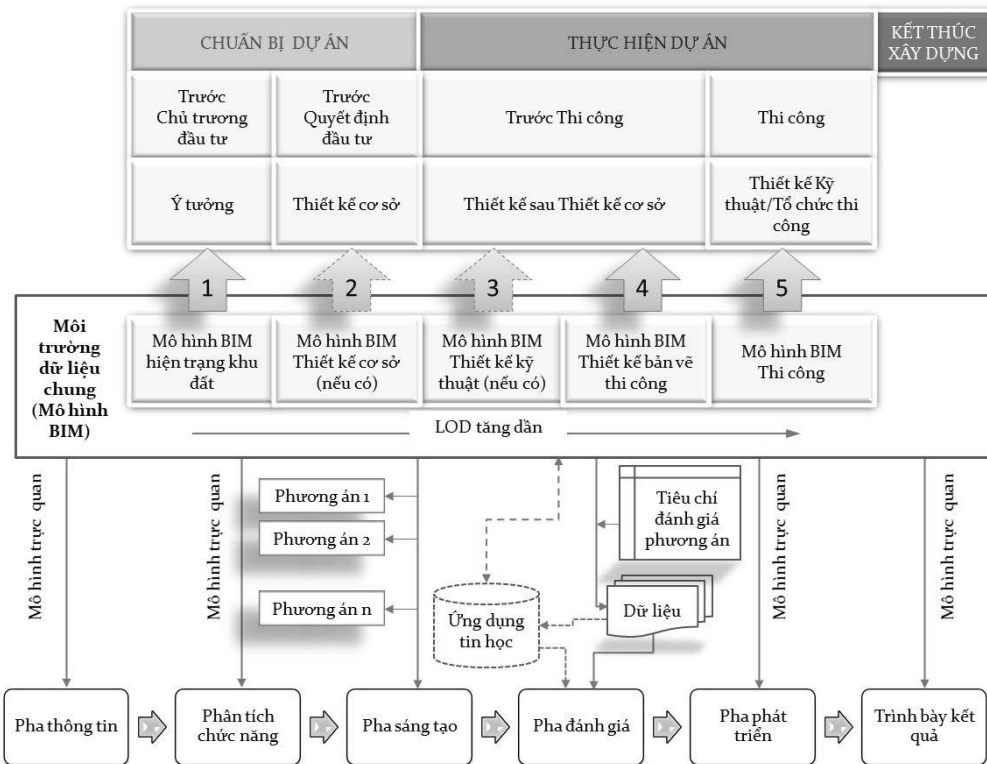 CHUẨN BỊ DỰ ÁN
THỰC HIỆN DỰ ÁN
KẾT THÚC
XÂY DỰNG
Trước
Chủ trương
đầu tư
Trước
Quyết định
đầu tư
Trước Thi công
Thi công
Ý tưởng
Thiết kế cơ sở
Thiết kế sau Thiết kế cơ sở
Thiết kế Kỹ
thuật/Tổ chức thi
công
1
2
3
4
5
Môi
trường
dữ liệu
chung
(Mô hình
BIM)
Mô hình BIM
hiện trạng khu
đất
Mô hình BIM
Thiết kế cơ sở
(nếu có)
Mô hình BIM
Thiết kế kỹ
thuật (nếu có)
Mô hình BIM
Thiết kế bản vẽ
thi công
Mô hình BIM
Thi công
LOD tăng dần
Mô hình trực quan
Mô hình trực quan
Phương án 1
Phương án 2
Phương án n
Ứng dụng
tin học
Tiêu chí
đánh giá
phương án
Dữ liệu
Mô hình trực quan
Mô hình trực quan
Pha thông tin
Phân tích
chức năng
Pha sáng tạo
Pha đánh giá
Pha phát
triển
Trình bày kết
quả